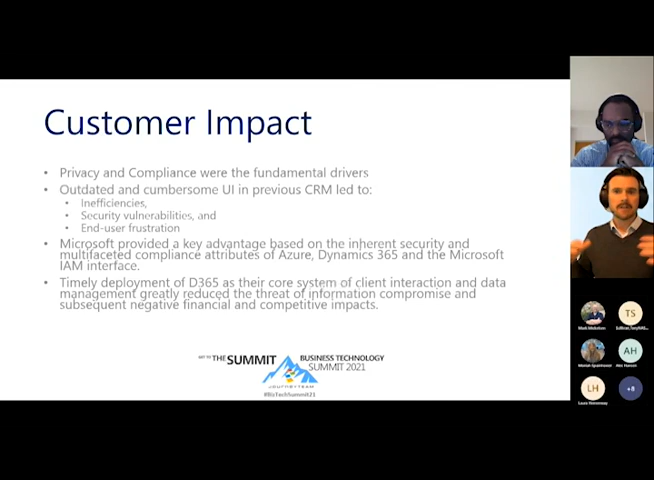 Customer Impact
• Privacy and Compliance were the fundamental drivers
• Outdated and cumbersome UI in previous CRM led to:
• Inefficiencies,
• Security vulnerabilities, and
• End-user frustration
• Microsoft provided a key advantage based on the inherent security and
multifaceted compliance attributes of Azure, Dynamics 365 and the Microsoft
IAM interface.
• Timely deployment of D365 as their core system of client interaction and data
management greatly reduced the threat of information compromise and
subsequent negative financial and competitive impacts.
THE SUMMIT
BUSINESS TECHNOLOGY
SUMMIT 2021
JOURNEYTEAM
#BizTechSummit21
TS
AH
LH
+8